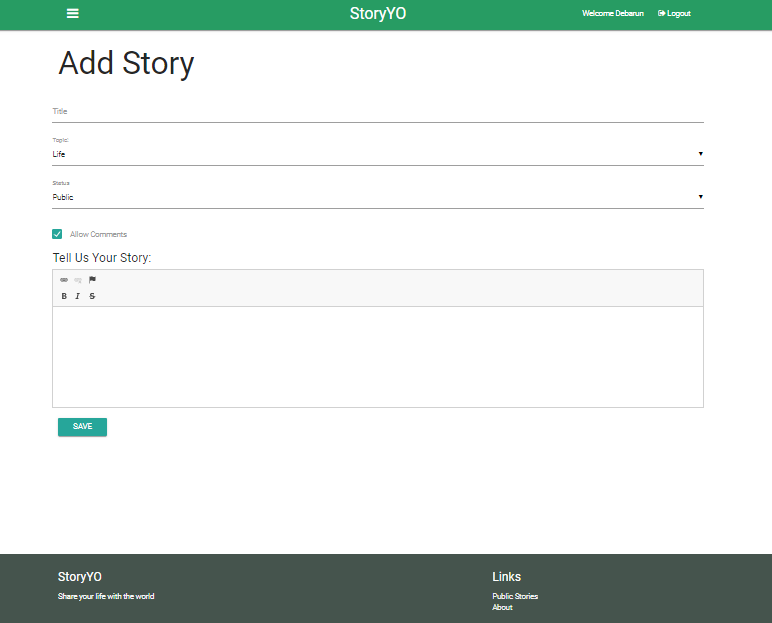 StoryYO
Welcome Debarun
Logout
Add Story
Title
Topic:
Life
Status
Public
Allow Comments
Tell Us Your Story:
B I S
SAVE
StoryYO
Share your life with the world
Links
Public Stories
About